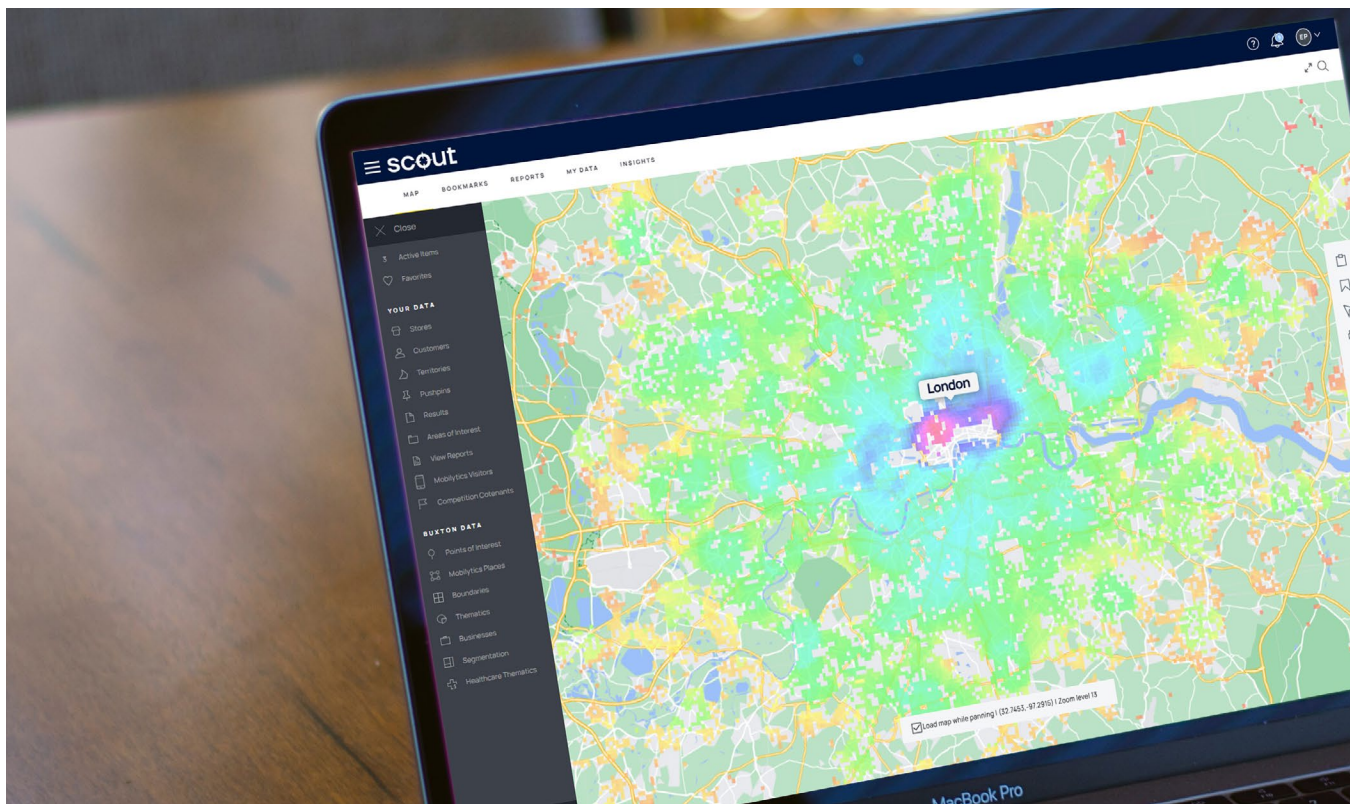 scout
EP
MAP BOOKMARKS REPORTS MY DATA INSIGHTS
Close
3 Active Items
Favorites
YOUR DATA
Stores
Customers
Territories
Pushpins
Results
Areas of Interest
View Reports
Mobilytics Visitors
Competition Cotenants
BUXTON DATA
Points of Interest
Mobilytics Places
Boundaries
Thematics
Businesses
Segmentation
Healthcare Thematics
London
Load map while panning | (32.7453,-97.2915) | Zoom level 13
MacBook Pro